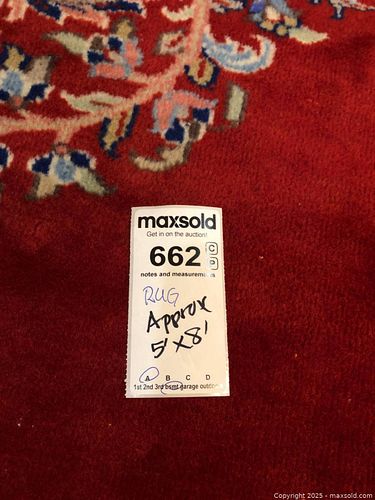 maxsold
Get in on the auction!
662 C
P
notes and measurements
RUG
Approx
5' x 8'
A B C D
1st 2nd 3rd bsmt garage outdoor
Copyright 2025 - maxsold.com